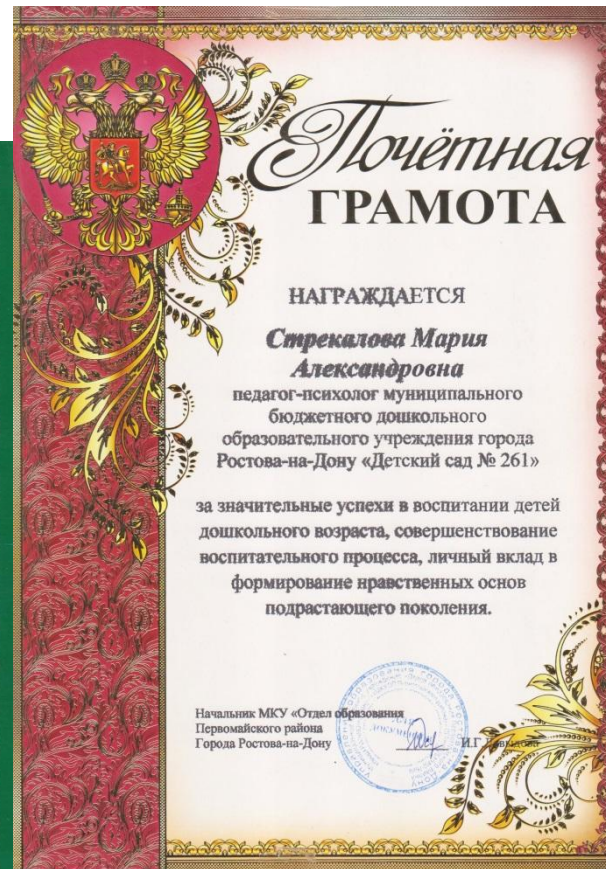 Почётная
ГРАМОТА
НАГРАЖДАЕТСЯ
Стрекалова Мария
Александровна
педагог-психолог муниципального
бюджетного дошкольного
образовательного учреждения города
Ростова-на-Дону «Детский сад № 261»
за значительные успехи в воспитании детей
дошкольного возраста, совершенствование
воспитательного процесса, личный вклад в
формирование нравственных основ
подрастающего поколения.
Начальник МКУ «Отдел образования
Первомайского района
Города Ростова-на-Дону И.Г.